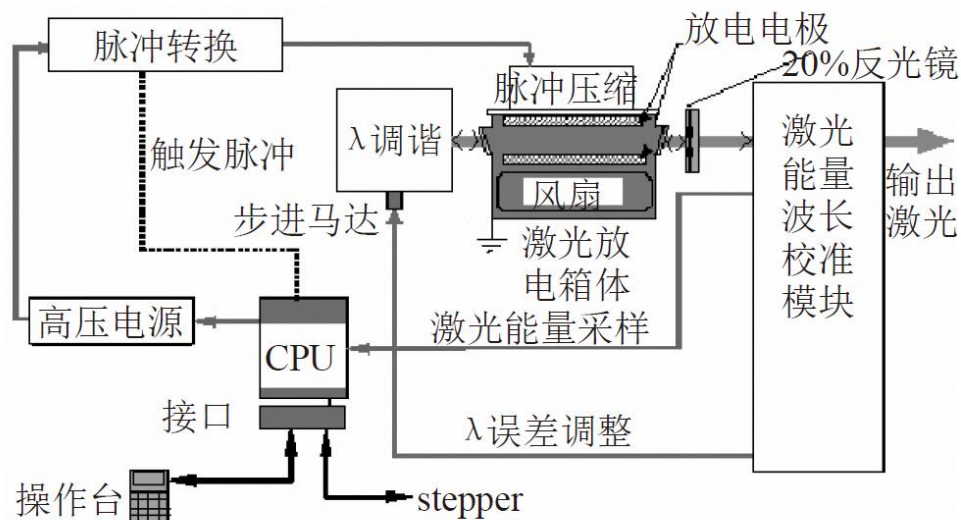 脉冲转换
放电电极
20%反光镜
脉冲压缩
λ调谐
触发脉冲
激光
能量
波长
校准
模块
输出
激光
风扇
步进马达
激光放
电箱体
高压电源
激光能量采样
CPU
接口
λ误差调整
操作台
stepper